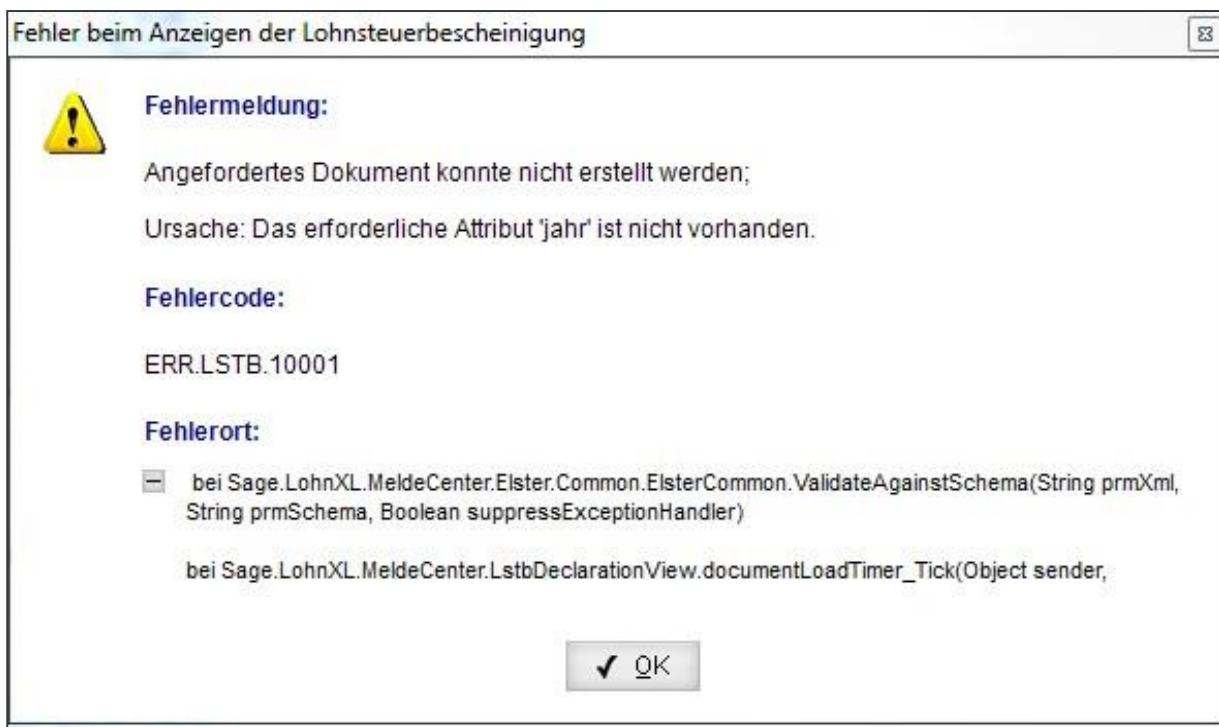 Fehler beim Anzeigen der Lohnsteuerbescheinigung
Fehlermeldung:
Angefordertes Dokument konnte nicht erstellt werden;
Ursache: Das erforderliche Attribut 'jahr' ist nicht vorhanden.
Fehlercode:
ERR.LSTB.10001
Fehlerort:
bei Sage.LohnXL.MeldeCenter.Elster.Common.ElsterCommon.ValidateAgainstSchema(String prmXml,
String prmSchema, Boolean suppressExceptionHandler)
bei Sage.LohnXL.MeldeCenter.LstbDeclarationView.documentLoadTimer_Tick(Object sender,
OK